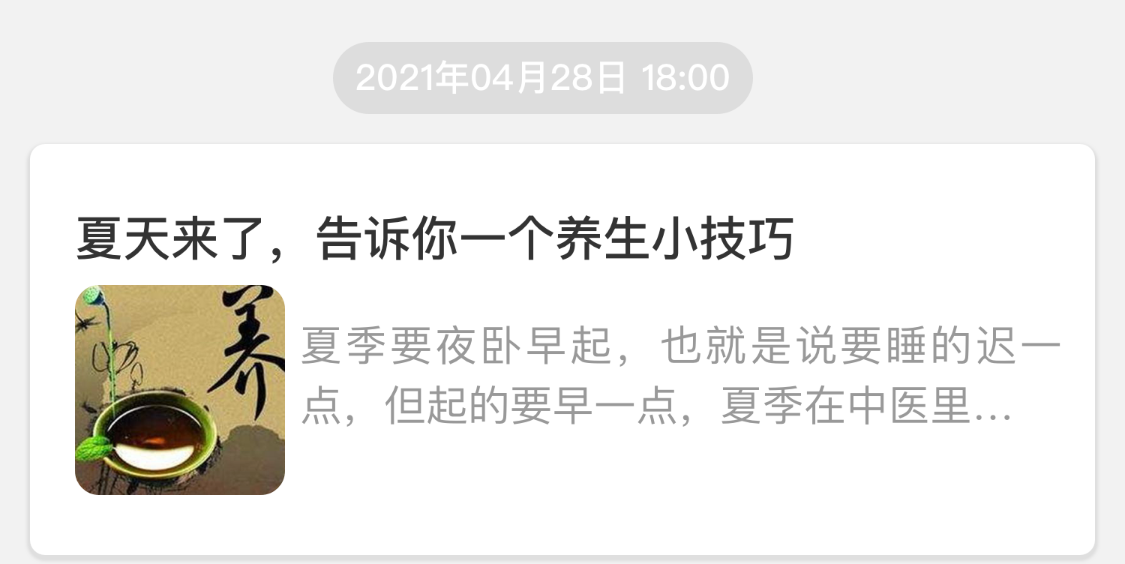 2021年04月28日 18:00
夏天来了，告诉你一个养生小技巧
养
夏季要夜卧早起，也就是说要睡的迟一
点，但起的要早一点，夏季在中医里...